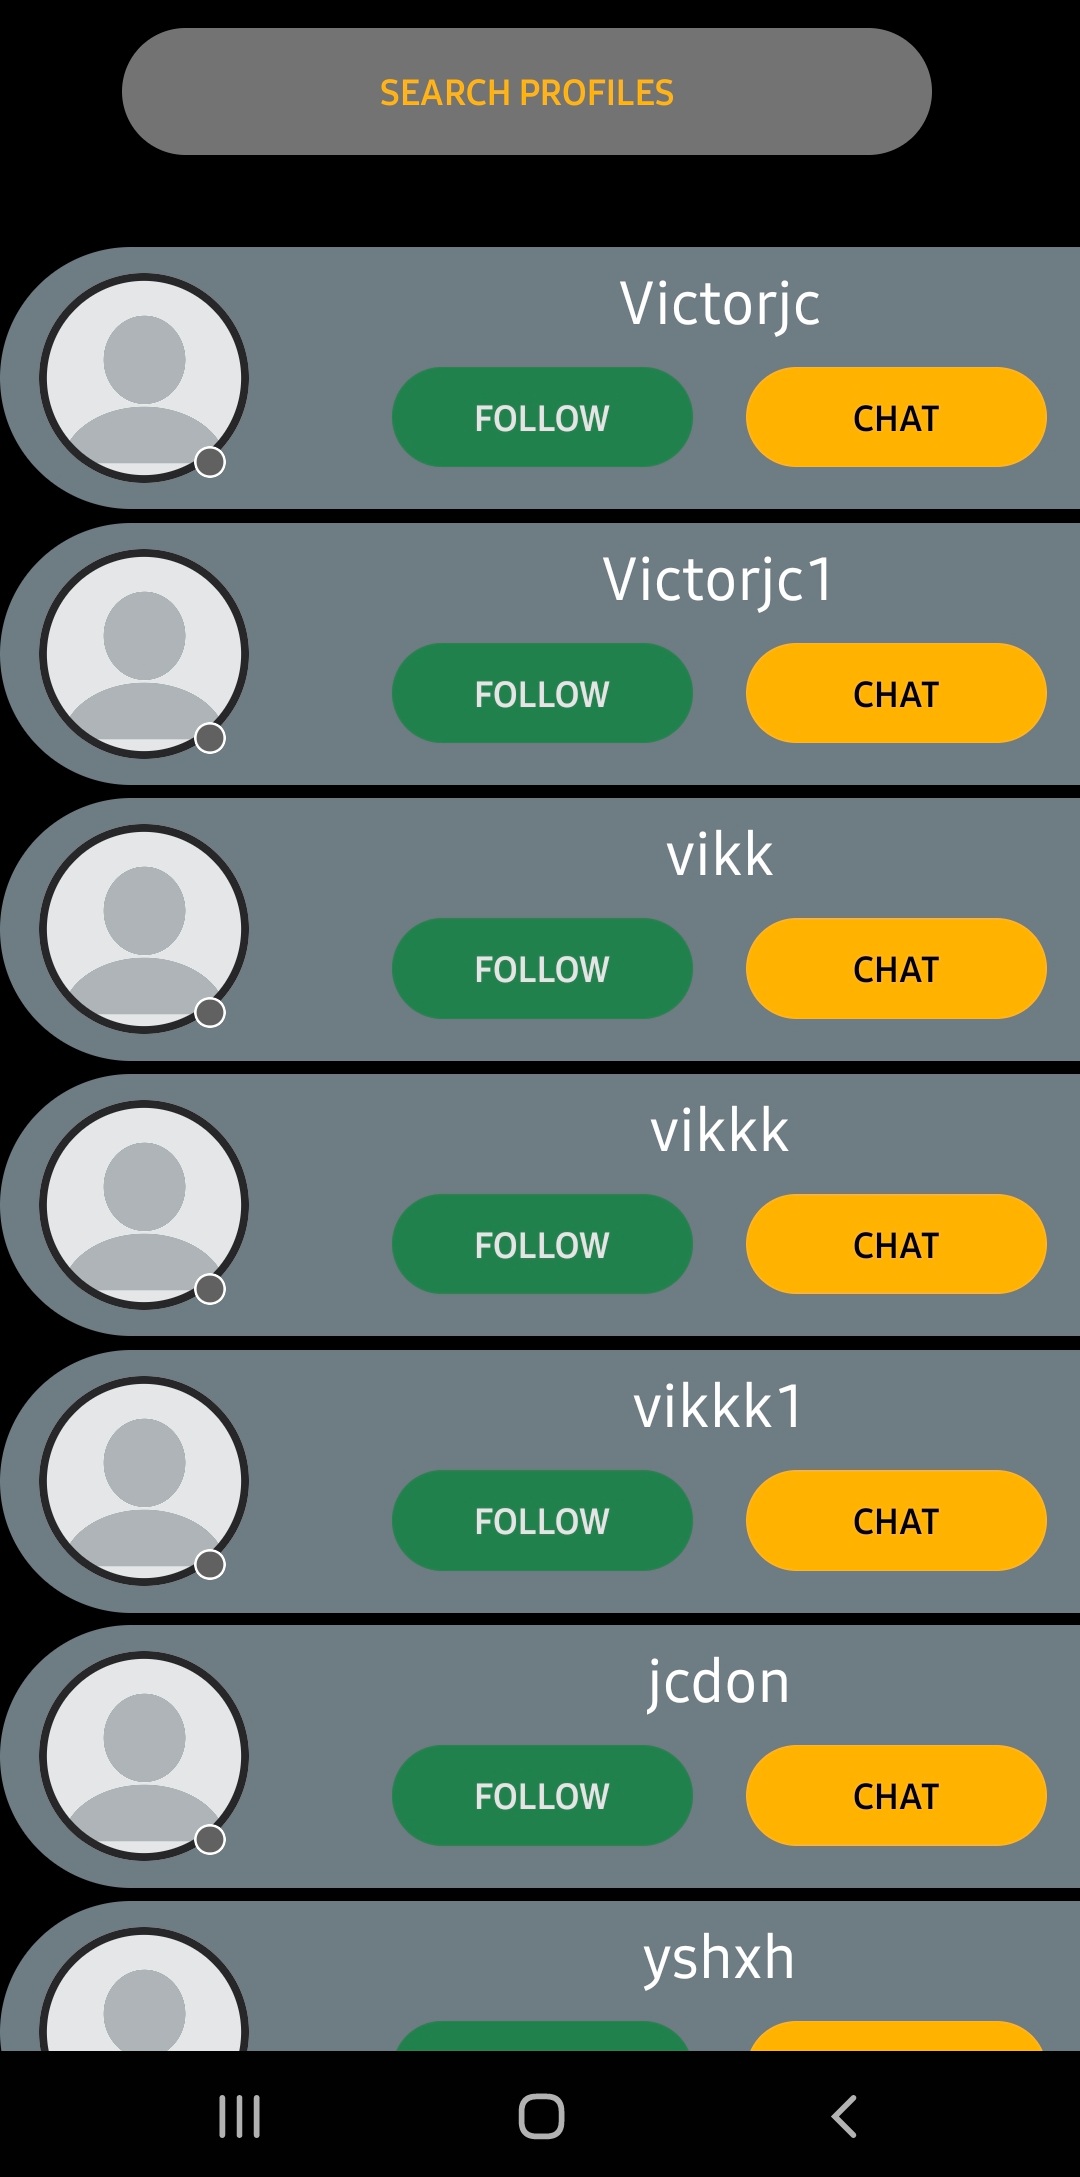 SEARCH PROFILES
Victorjc
FOLLOW CHAT
Victorjc1
FOLLOW CHAT
vikk
FOLLOW CHAT
vikkk
FOLLOW CHAT
vikkk1
FOLLOW CHAT
jcdon
FOLLOW CHAT
yshxh